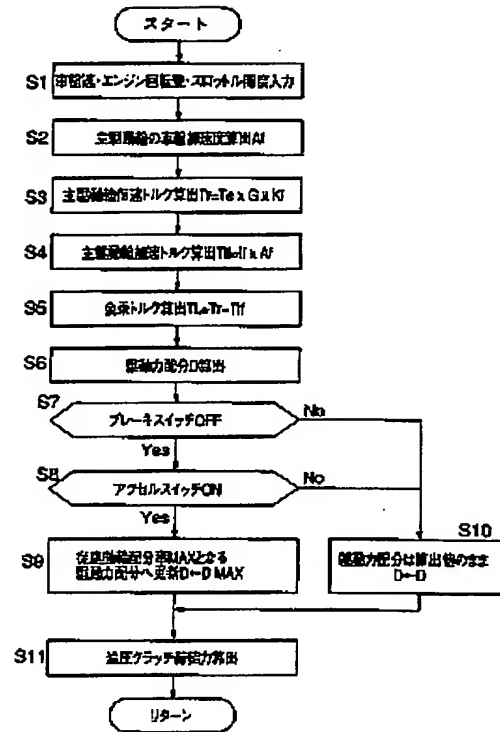 スタート
S1
車輪速・エンジン回転数・スロットル開度入力
S2
主駆動輪の車輪加速度算出Af
S3
主駆動輪伝達トルク算出Tf=Te x G x Kf
S4
主駆動輪加速トルク算出 x Af
S5
トルク算出
S6
駆動力配分D算出
S7
ブレーキスイッチOFF
No
Yes
S8
アクセルスイッチON
No
Yes
S9
従駆動輪配分率MAXとなる
駆動力配分へ更新D←D MAX
S10
駆動力配分は算出値のまま
D←D
S11
油圧クラッチ締結力算出
リターン